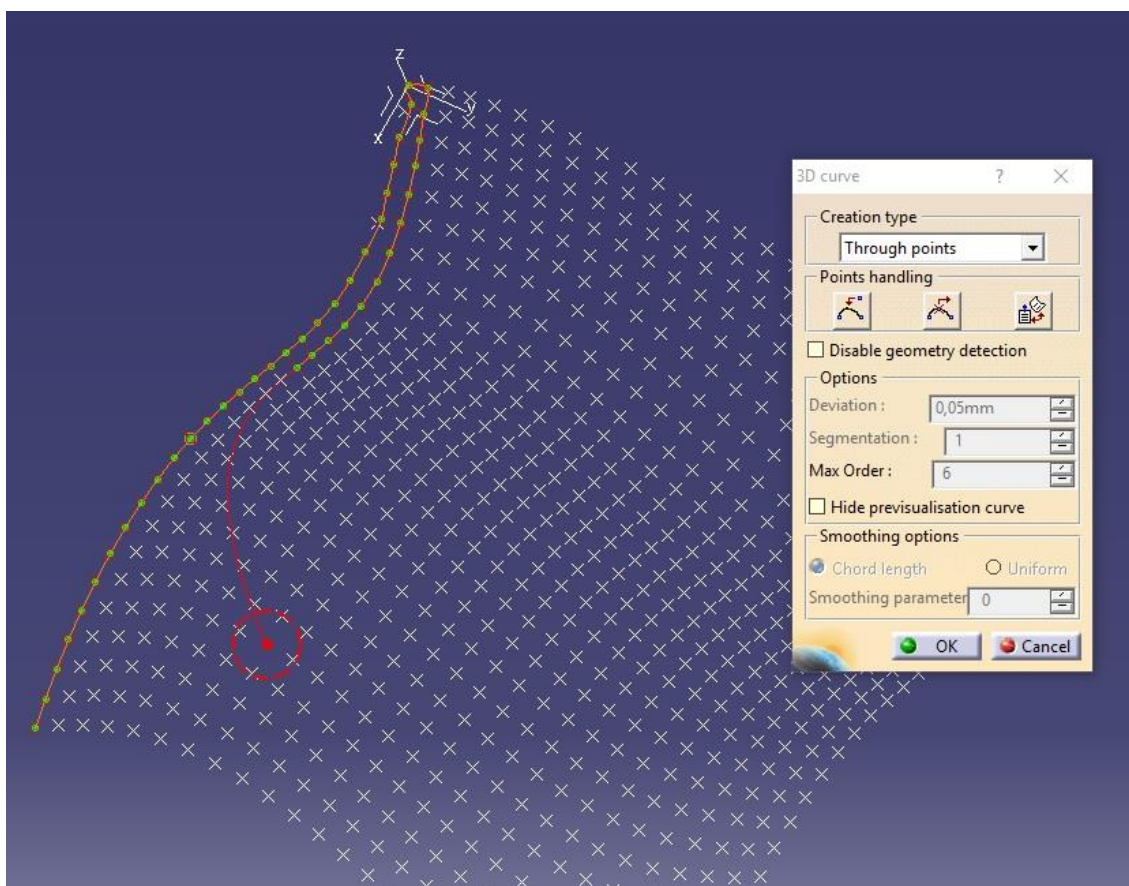 z
y
x
3D curve ? ×
Creation type
Through points
Points handling
Disable geometry detection
Options
Deviation : 0,05mm
Segmentation : 1
Max Order : 6
Hide previsualisation curve
Smoothing options
Chord length Uniform
Smoothing parameter 0
OK Cancel